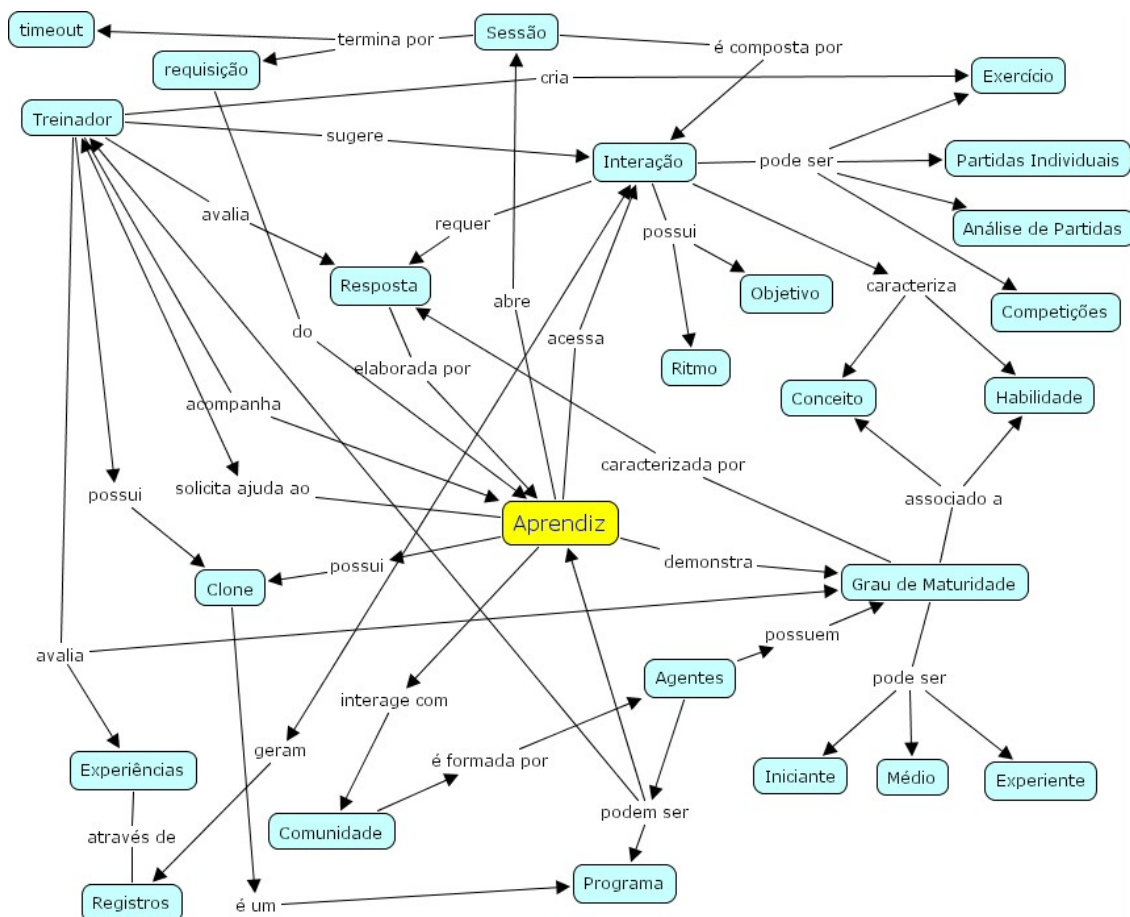 timeout
termina por
Sessão
é composta por
requisição
cria
Exercício
Treinador
sugere
Interação
pode ser
Partidas Individuais
avalia
requer
possui
Análise de Partidas
Resposta
Objetivo
caracteriza
Competições
do
abre
acessa
elaborada por
Ritmo
Conceito
Habilidade
acompanha
caracterizada por
possui
solicita ajuda ao
associado a
Aprendiz
possui
demonstra
Clone
Grau de Maturidade
avalia
possuem
Agentes
pode ser
interage com
geram
é formada por
Experiências
Iniciante
Médio
Experiente
através de
Comunidade
podem ser
Registros
é um
Programa